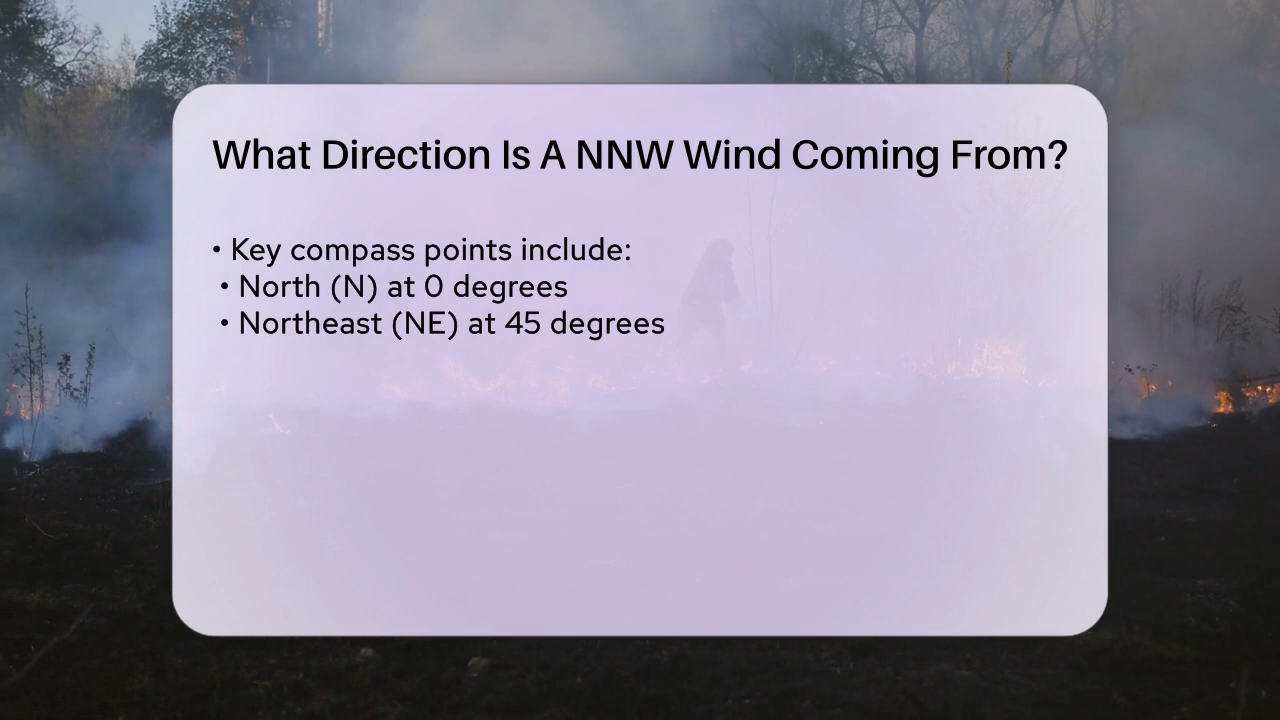 What Direction Is A NNW Wind Coming From?
• Key compass points include:
• North (N) at 0 degrees
• Northeast (NE) at 45 degrees